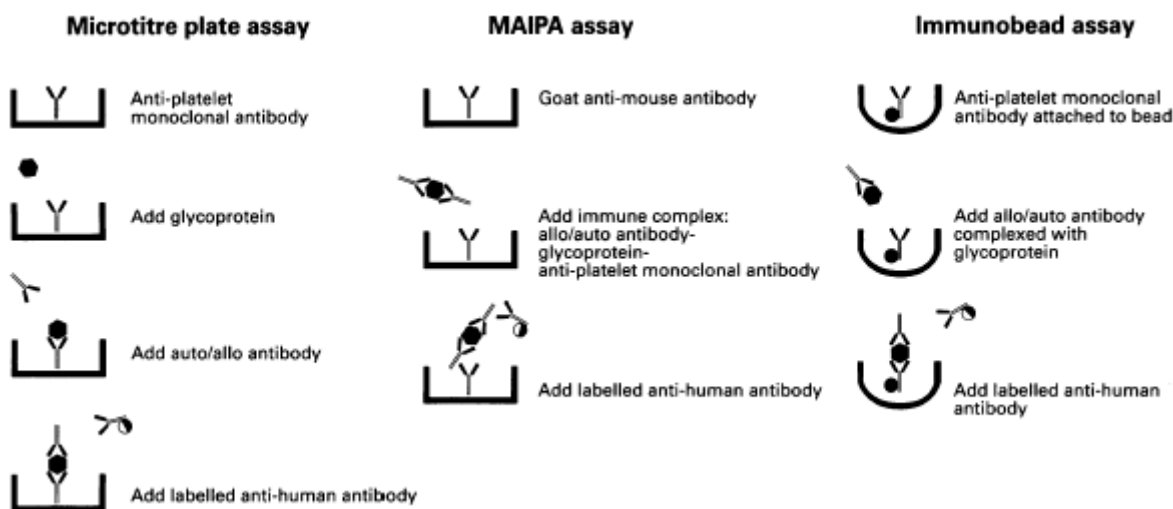 Microtitre plate assay
Anti-platelet
monoclonal antibody
Add glycoprotein
Add auto/allo antibody
Add labelled anti-human antibody
MAIPA assay
Goat anti-mouse antibody
Add immune complex:
allo/auto antibody-
glycoprotein-
anti-platelet monoclonal antibody
Add labelled anti-human antibody
Immunobead assay
Anti-platelet monoclonal
antibody attached to bead
Add allo/auto antibody
complexed with
glycoprotein
Add labelled anti-human
antibody